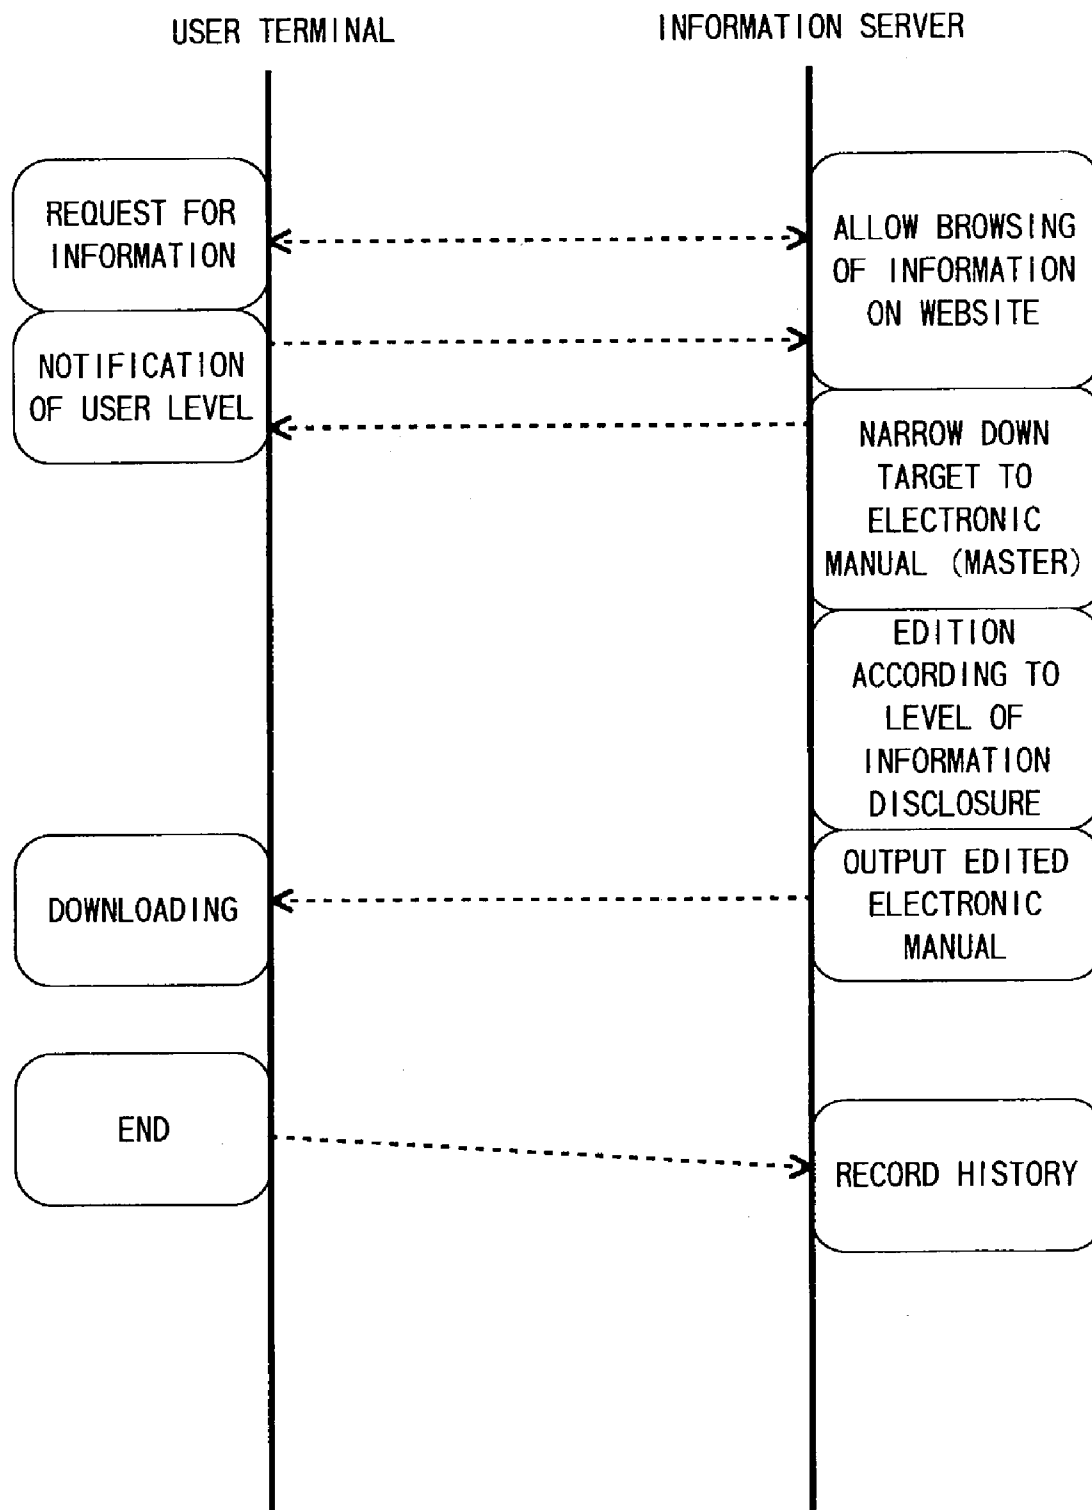 USER TERMINAL
INFORMATION SERVER
REQUEST FOR
INFORMATION
ALLOW BROWSING
OF INFORMATION
ON WEBSITE
NOTIFICATION
OF USER LEVEL
NARROW DOWN
TARGET TO
ELECTRONIC
MANUAL (MASTER)
EDITION
ACCORDING TO
LEVEL OF
INFORMATION
DISCLOSURE
DOWNLOADING
OUTPUT EDITED
ELECTRONIC
MANUAL
END
RECORD HISTORY